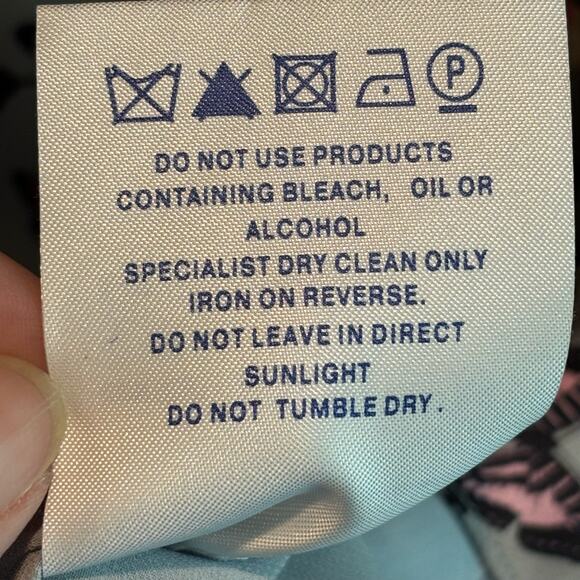 P
DO NOT USE PRODUCTS
CONTAINING BLEACH, OIL OR
ALCOHOL
SPECIALIST DRY CLEAN ONLY
IRON ON REVERSE.
DO NOT LEAVE IN DIRECT
SUNLIGHT
DO NOT TUMBLE DRY.